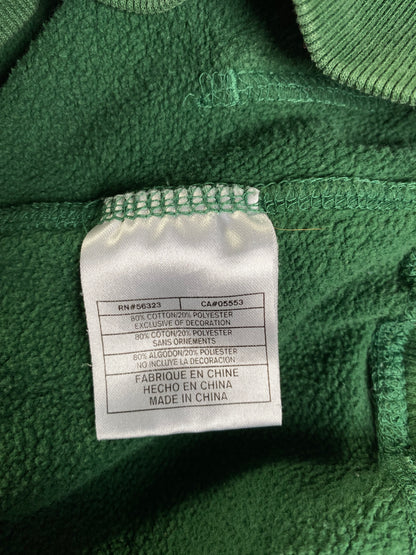 RN#56323 CA#05553
80% COTTON/20% POLYESTER
EXCLUSIVE OF DECORATION
80% COTON/20% POLYESTER
SANS ORNEMENTS
80% ALGODON/20% POLIESTER
NO INCLUYE LA DECORACION
FABRIQUE EN CHINE
HECHO EN CHINA
MADE IN CHINA